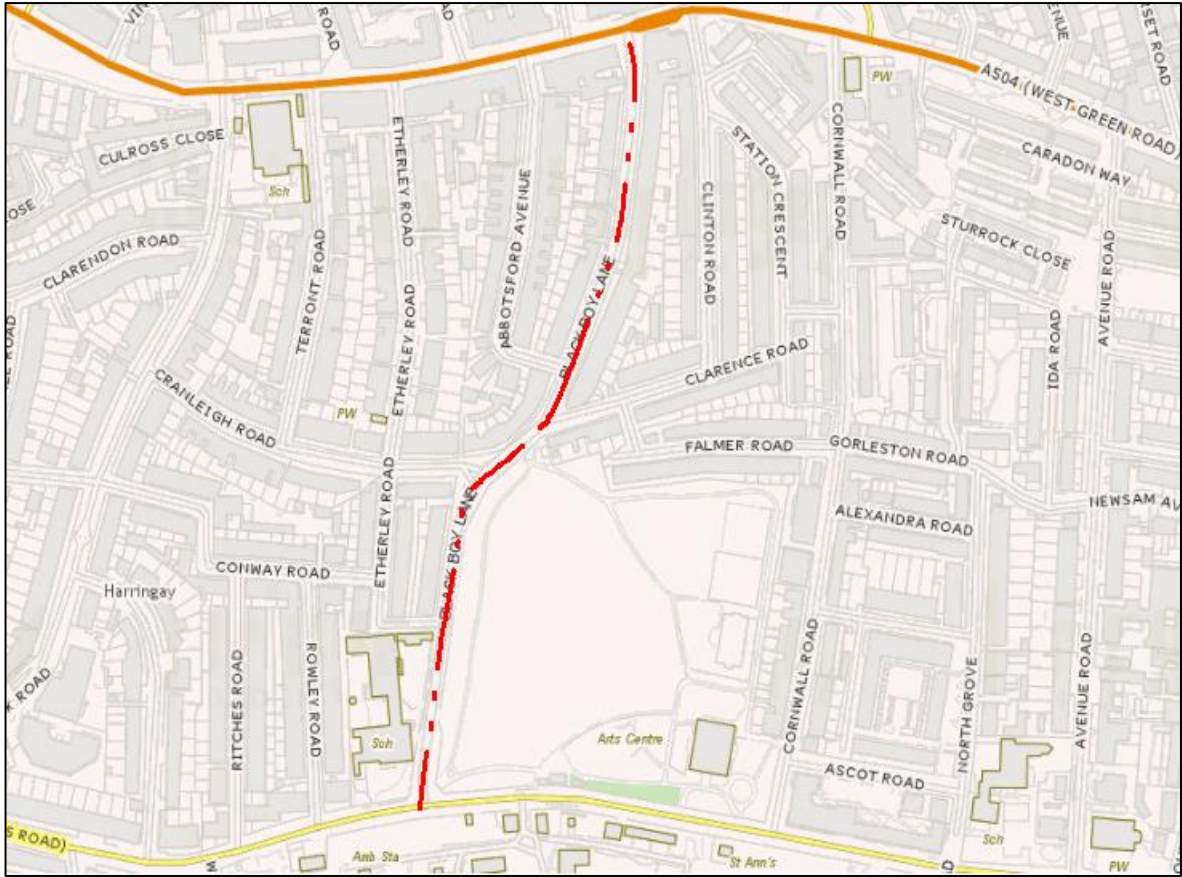 A504 (WEST GREEN ROAD)
PW
CULROSS CLOSE
Sch
ETHERLEY ROAD
CORNWALL ROAD
STATION CRESCENT
CARADON WAY
ABBOTSFORD AVENUE
CLINTON ROAD
STURROCK CLOSE
CLARENDON ROAD
TERRONT ROAD
ETHERLEY ROAD
BLACK BOY LANE
AVENUE ROAD
IDA ROAD
CLARENCE ROAD
CRANLEIGH ROAD
PW
FALMER ROAD
GORLESTON ROAD
NEWSAM AV
ETHERLEY ROAD
BLACK BOY LANE
ALEXANDRA ROAD
CONWAY ROAD
Harringay
RITCHES ROAD
ROWLEY ROAD
CORNWALL ROAD
NORTH GROVE
AVENUE ROAD
Sch
Arts Centre
ASCOT ROAD
S ROAD)
Amb Sta
St Ann's
Sch
PW